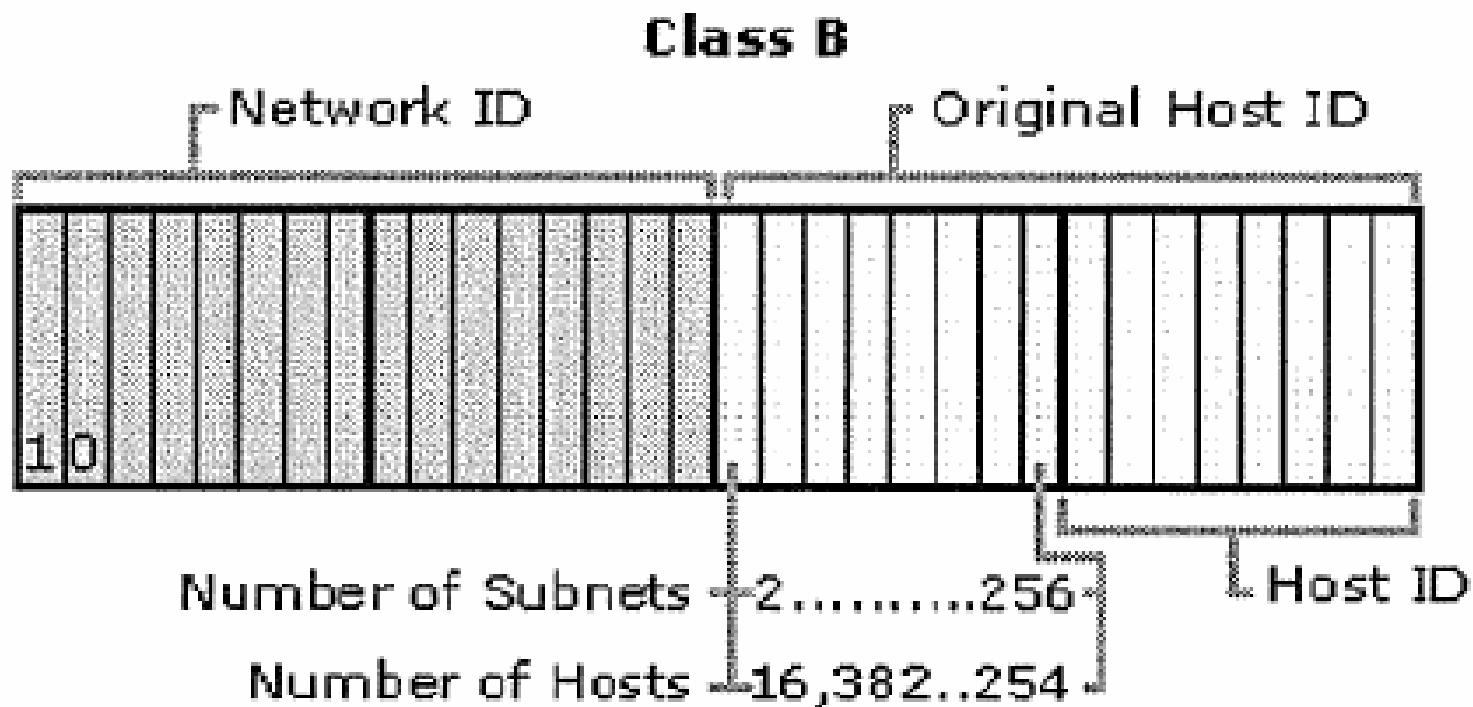 Class B
Network ID
Original Host ID
10
Number of Subnets 2..........256
Host ID
Number of Hosts 16,382..254